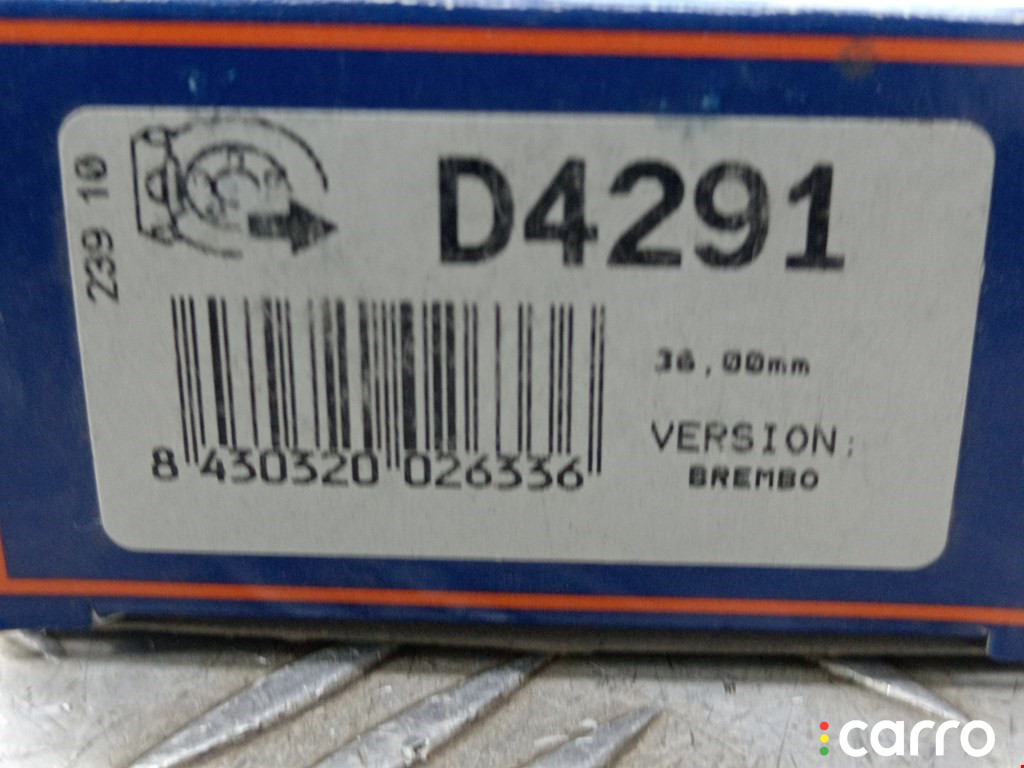 239 10
D4291
36,00mm
VERSION:
BREMBO
8 430320 026336
carro